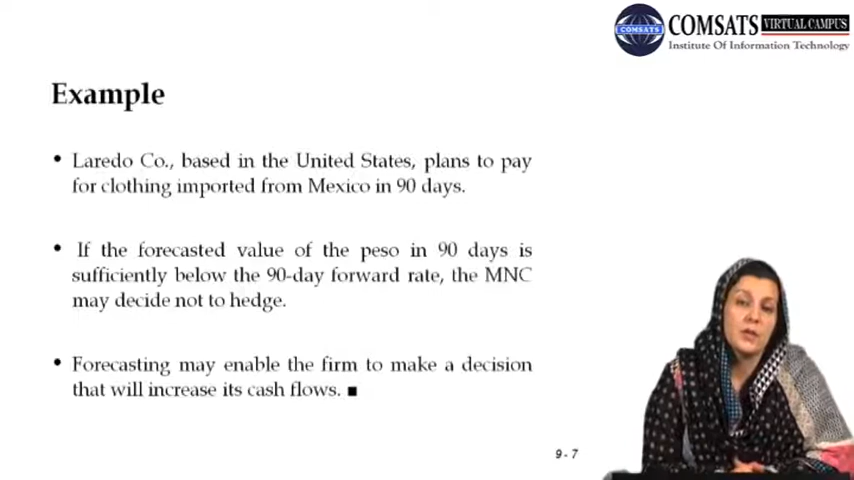 COMSATS
COMSATS VIRTUAL CAMPUS
Institute Of Information Technology
Example
• Laredo Co., based in the United States, plans to pay
for clothing imported from Mexico in 90 days.
• If the forecasted value of the peso in 90 days is
sufficiently below the 90-day forward rate, the MNC
may decide not to hedge.
• Forecasting may enable the firm to make a decision
that will increase its cash flows. ■
9 - 7